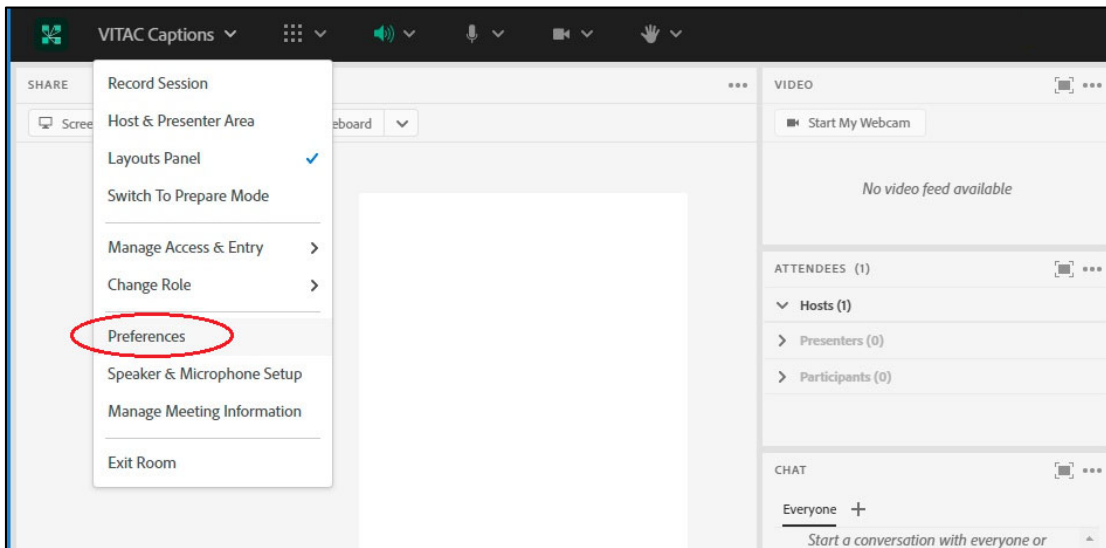 VITAC Captions
SHARE
Scree
eboard
Record Session
Host & Presenter Area
Layouts Panel
Switch To Prepare Mode
Manage Access & Entry
Change Role
Preferences
Speaker & Microphone Setup
Manage Meeting Information
Exit Room
VIDEO
Start My Webcam
No video feed available
ATTENDEES (1)
Hosts (1)
Presenters (0)
Participants (0)
CHAT
Everyone +
Start a conversation with everyone or